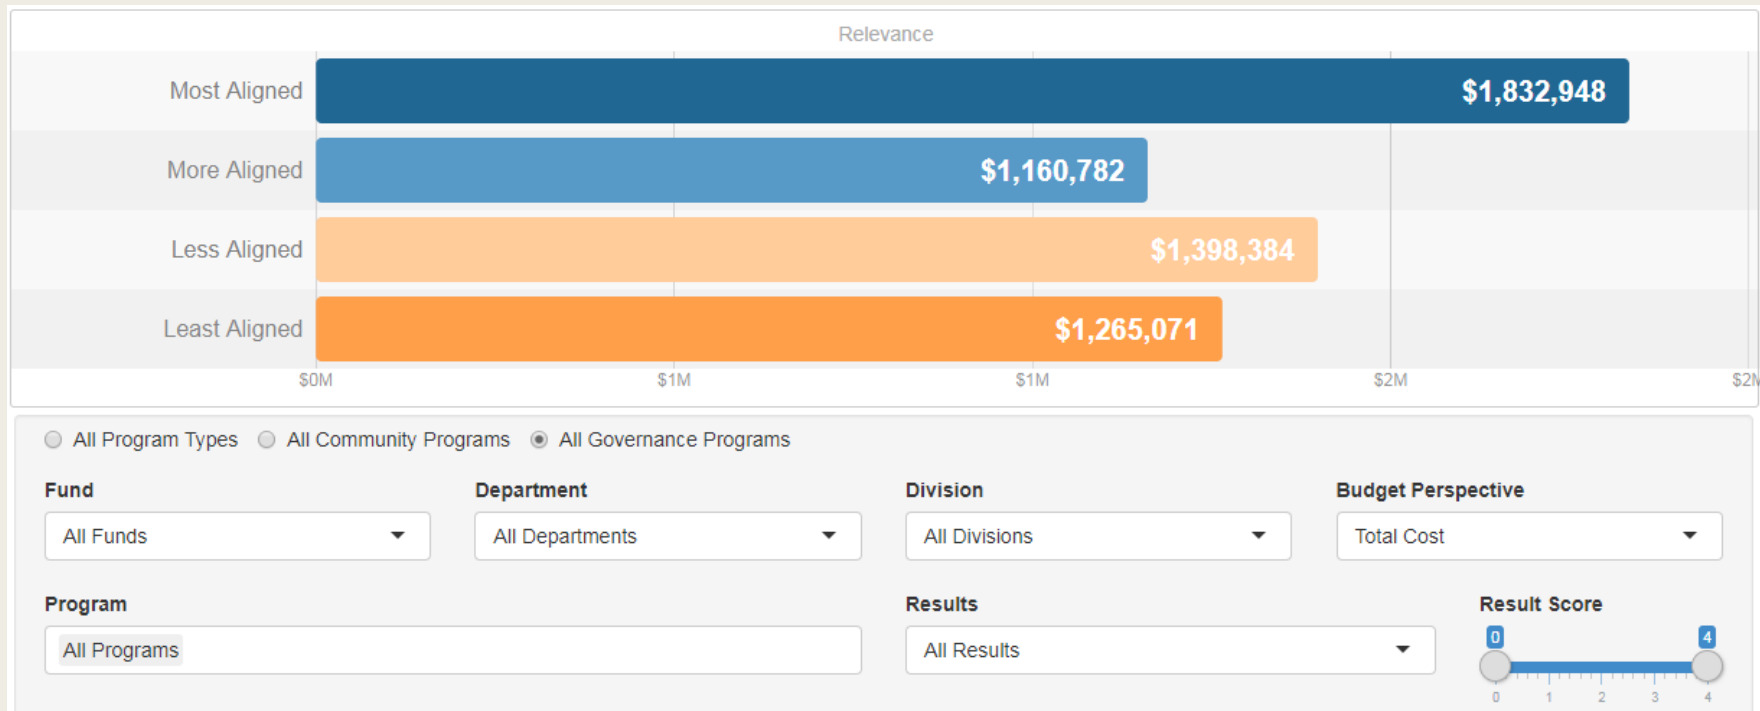 Relevance
Most Aligned $1,832,948
More Aligned $1,160,782
Less Aligned $1,398,384
Least Aligned $1,265,071
$0M $1M $1M $2M $2M
All Program Types All Community Programs All Governance Programs
Fund Department Division Budget Perspective
All Funds All Departments All Divisions Total Cost
Program Results Result Score
All Programs All Results 0 4
0 1 2 3 4